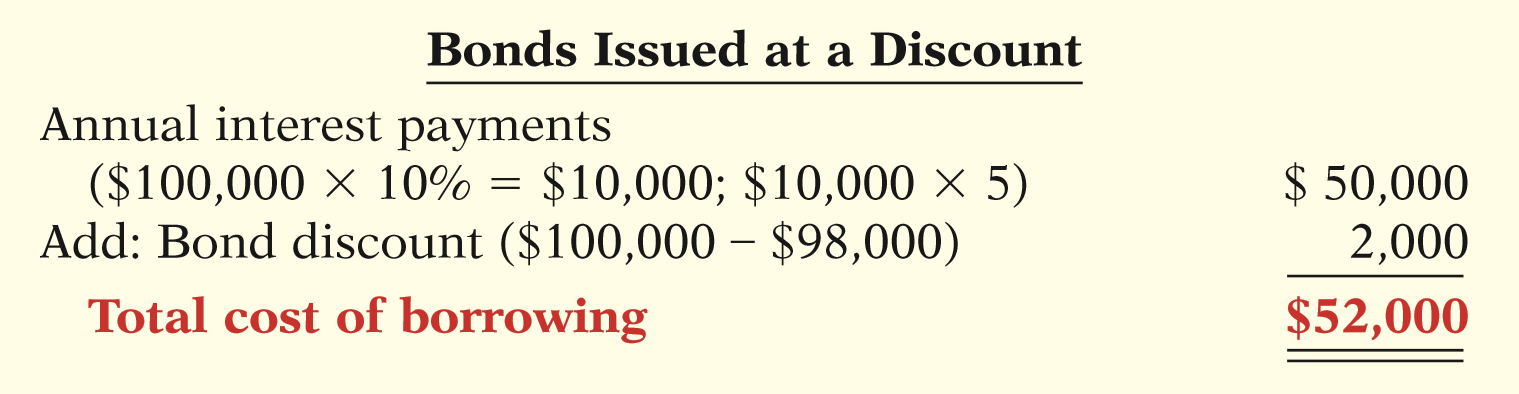 Bonds Issued at a Discount
Annual interest payments
($100,000 × 10% = $10,000; $10,000 × 5) $ 50,000
Add: Bond discount ($100,000 – $98,000) 2,000
Total cost of borrowing $52,000